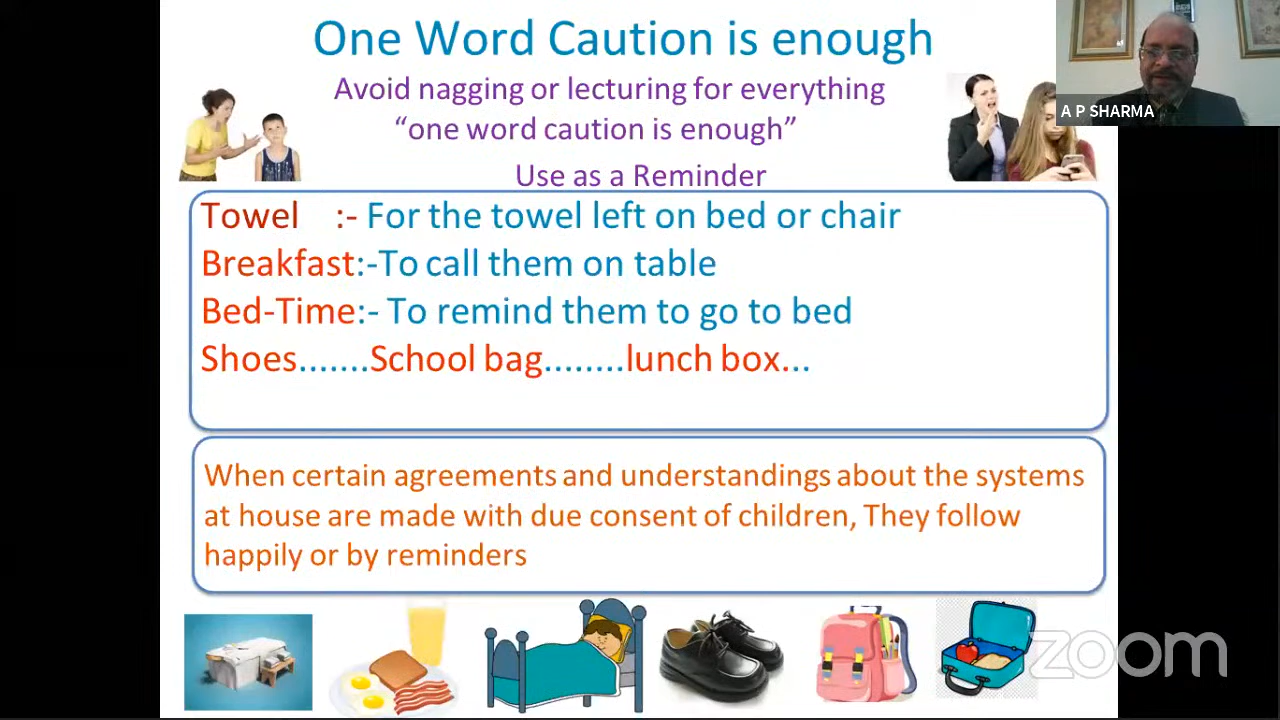 One Word Caution is enough
Avoid nagging or lecturing for everything
“one word caution is enough”
Use as a Reminder
A P SHARMA
Towel :- For the towel left on bed or chair
Breakfast:-To call them on table
Bed-Time:- To remind them to go to bed
Shoes.......School bag........lunch box...
When certain agreements and understandings about the systems
at house are made with due consent of children, They follow
happily or by reminders
zoom